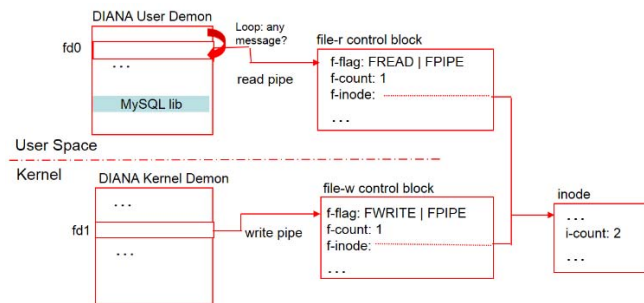 DIANA User Demon
fd0
...
MySQL lib
Loop: any
message?
read pipe
file-r control block
f-flag: FREAD | FPIPE
f-count: 1
f-inode:
...
User Space
Kernel
DIANA Kernel Demon
...
fd1
...
write pipe
file-w control block
f-flag: FWRITE | FPIPE
f-count: 1
f-inode:
...
inode
...
i-count: 2
...